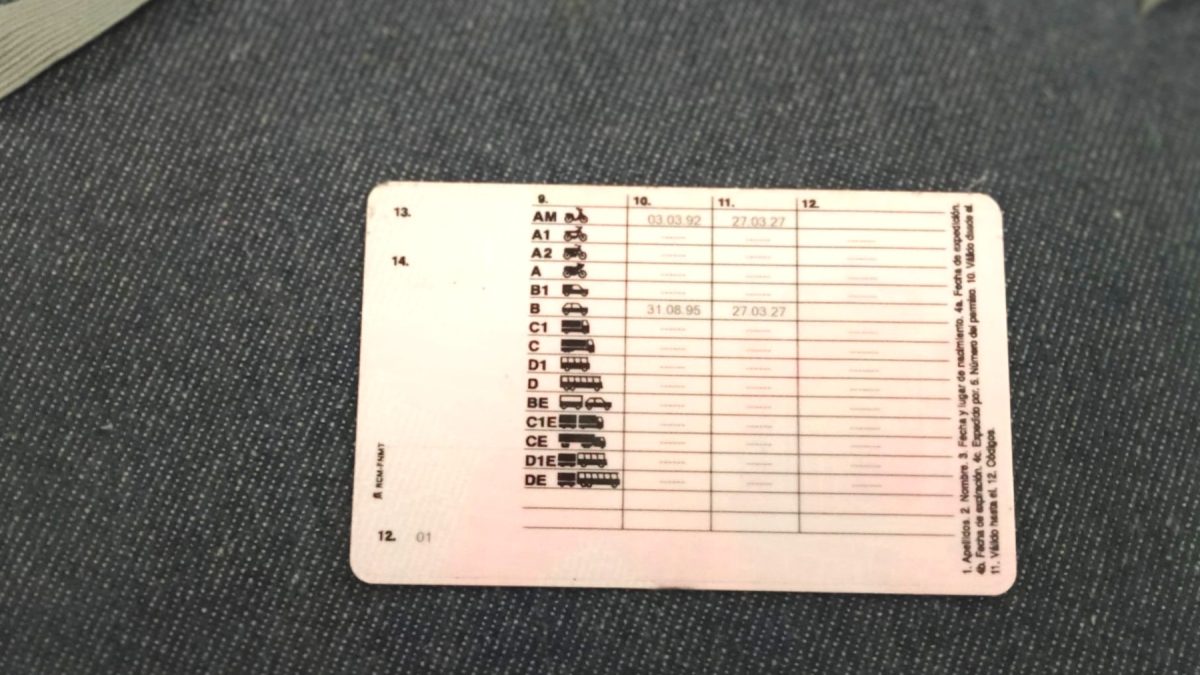 13.
14.
9. 10. 11. 12.
AM 03.03.92 27.03.27
A1 ------ ------ ------
A2 ------ ------ ------
A ------ ------ ------
B1 ------ ------ ------
B 31.08.95 27.03.27
C1 ------ ------ ------
C ------ ------ ------
D1 ------ ------ ------
D ------ ------ ------
BE ------ ------ ------
C1E ------ ------ ------
CE ------ ------ ------
D1E ------ ------ ------
DE ------ ------ ------
RCM-FNMT
12. 01
1. Apellidos. 2. Nombre. 3. Fecha y lugar de nacimiento. 4a. Fecha de expedición.
4b. Fecha de expiración. 4c. Expedido por. 5. Número del permiso. 10. Válido desde el.
11. Válido hasta el. 12. Códigos.